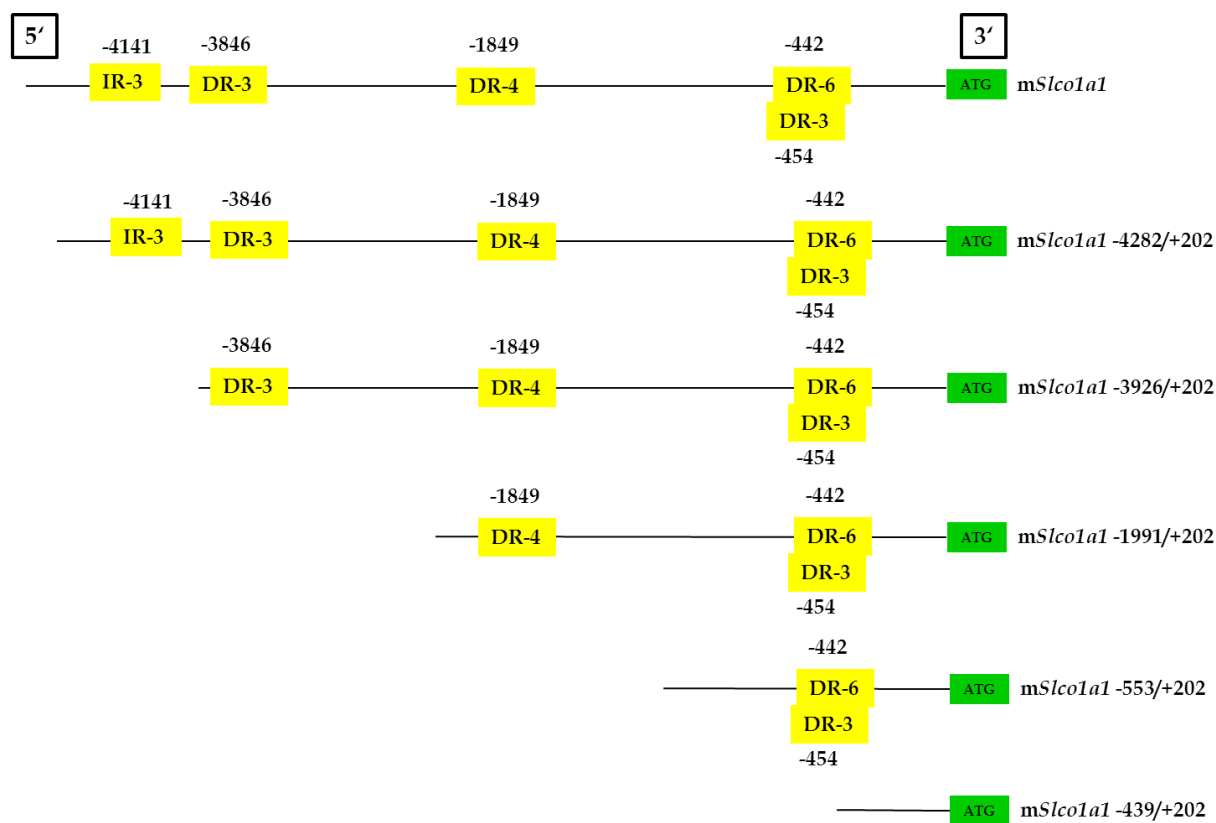 5‘ 3‘
-4141 -3846 -1849 -442
IR-3 DR-3 DR-4 DR-6 ATG mSlco1a1
DR-3
-454
-4141 -3846 -1849 -442
IR-3 DR-3 DR-4 DR-6 ATG mSlco1a1 -4282/+202
DR-3
-454
-3846 -1849 -442
DR-3 DR-4 DR-6 ATG mSlco1a1 -3926/+202
DR-3
-454
-1849 -442
DR-4 DR-6 ATG mSlco1a1 -1991/+202
DR-3
-454
-442
DR-6 ATG mSlco1a1 -553/+202
DR-3
-454
ATG mSlco1a1 -439/+202